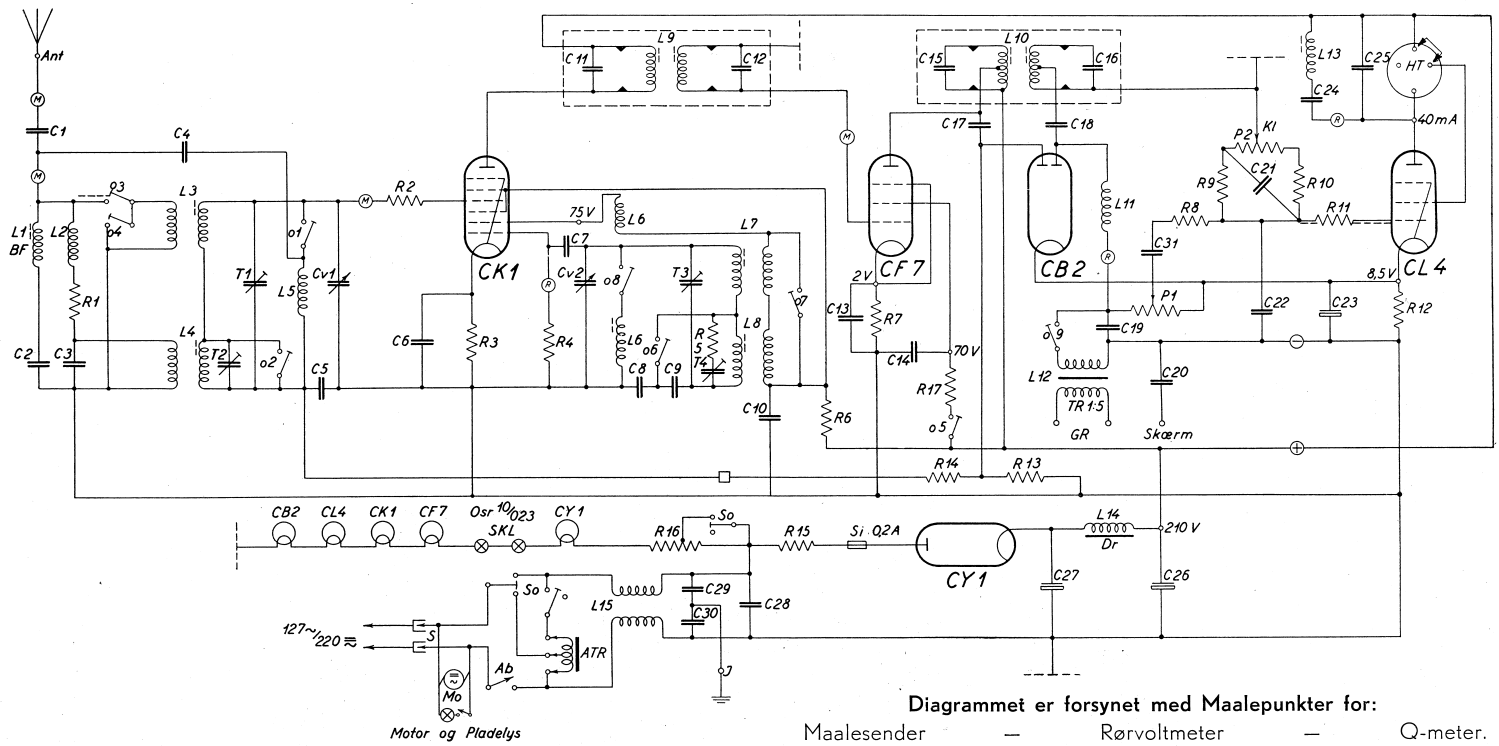 Ant
M
C1
C4
M
o3
L3
L1
BF
L2
o4
R1
C2
C3
L4
T1
T2
o1
L5
o2
Cv1
C5
M
R2
CK1
C6
R3
75V
L6
C7
R
R4
Cv2
o8
L6
o6
C8
C9
T3
R
5
T4
L7
L8
o7
C10
R6
C11
L9
C12
M
CF7
2V
C13
R7
C14
70V
R17
o5
C15
L10
C16
C17
C18
CB2
L11
R
o9
C19
L12
TR 1:5
GR
C20
Skærm
P1
C31
R8
R9
P2
Kl
C21
R10
R11
C22
C23
L13
C24
R
C25
HT
40mA
CL4
8,5V
R12
−
+
R14
R13
CB2
CL4
CK1
CF7
Osr 10/023
SKL
CY1
R16
So
R15
Si 0,2A
CY1
L14
Dr
210 V
C27
C26
So
L15
C29
C30
C28
127~/220≂
S
Mo
Ab
ATR
J
Motor og Pladelys
Diagrammet er forsynet med Maalepunkter for:
Maalesender — Rørvoltmeter — Q-meter.